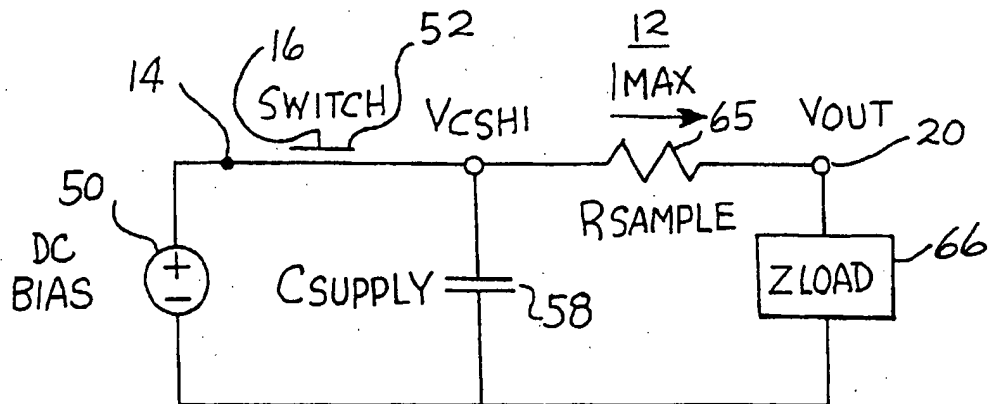 16
52
12
14
SWITCH
VCSHI
IMAX
65
VOUT
20
50
DC
BIAS
+
-
RSAMPLE
CSUPPLY
58
ZLOAD
66